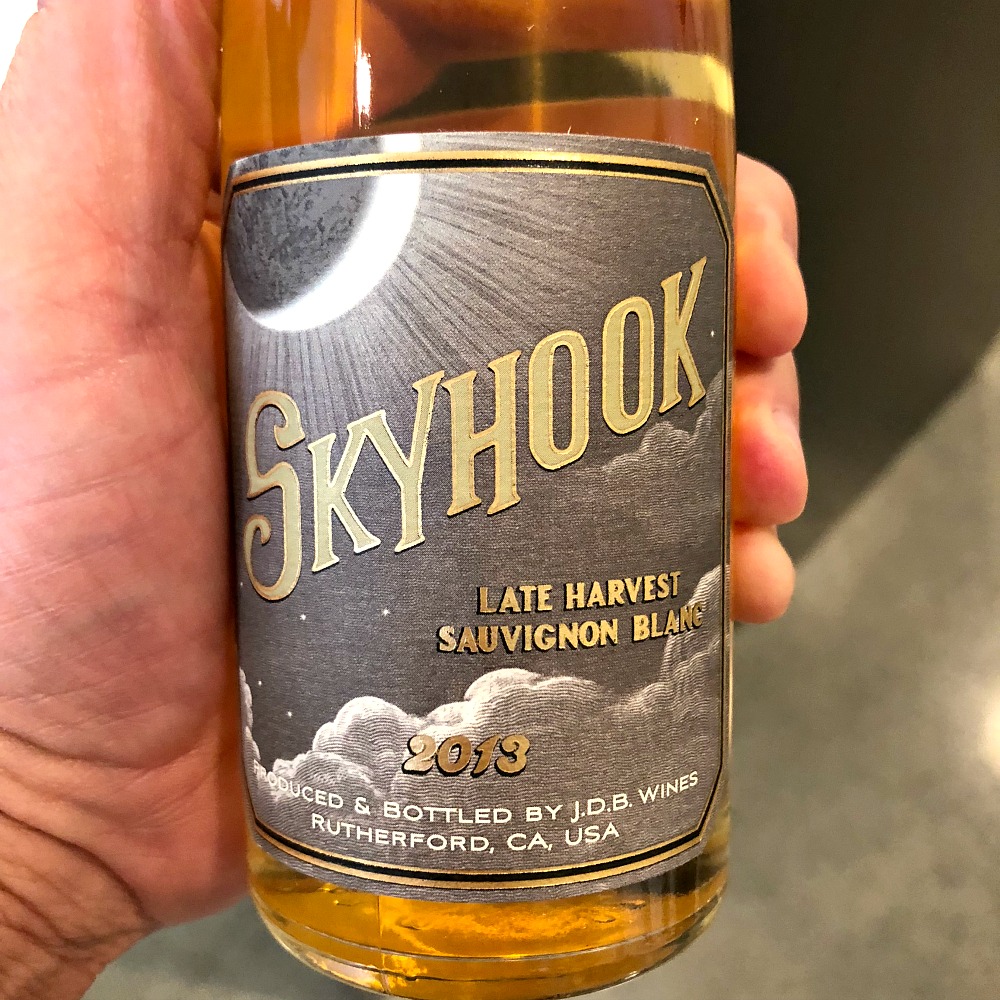 SKYHOOK
LATE HARVEST
SAUVIGNON BLANC
2013
PRODUCED & BOTTLED BY J.D.B. WINES
RUTHERFORD, CA, USA